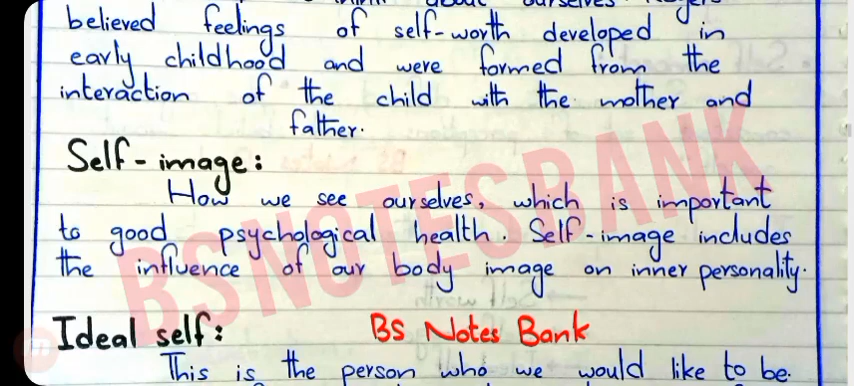 about ourselves. Rogers
believed feelings of self-worth developed in
early childhood and were formed from the
interaction of the child with the mother and
father.
Self-image:
How we see ourselves, which is important
to good psychological health. Self-image includes
the influence of our body image on inner personality.
BSNOTESBANK
Ideal self: BS Notes Bank
This is the person who we would like to be.